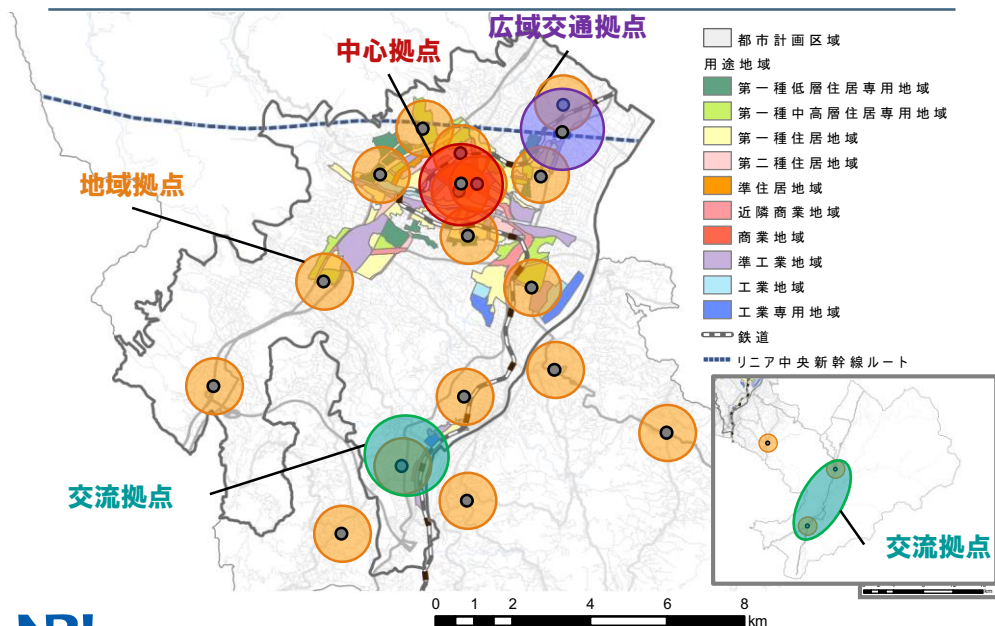 広域交通拠点
中心拠点
地域拠点
交流拠点
都市計画区域
用途地域
第一種低層住居専用地域
第一種中高層住居専用地域
第一種住居地域
第二種住居地域
準住居地域
近隣商業地域
商業地域
準工業地域
工業地域
工業専用地域
鉄道
リニア中央新幹線ルート
交流拠点
0 1 2 4 6 8
km